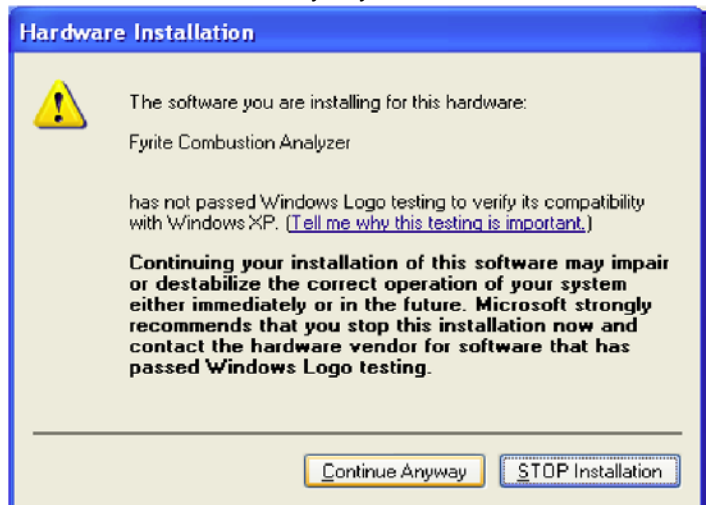 Hardware Installation
The software you are installing for this hardware:
Fyrite Combustion Analyzer
has not passed Windows Logo testing to verify its compatibility
with Windows XP. (Tell me why this testing is important.)
Continuing your installation of this software may impair
or destabilize the correct operation of your system
either immediately or in the future. Microsoft strongly
recommends that you stop this installation now and
contact the hardware vendor for software that has
passed Windows Logo testing.
Continue Anyway
STOP Installation